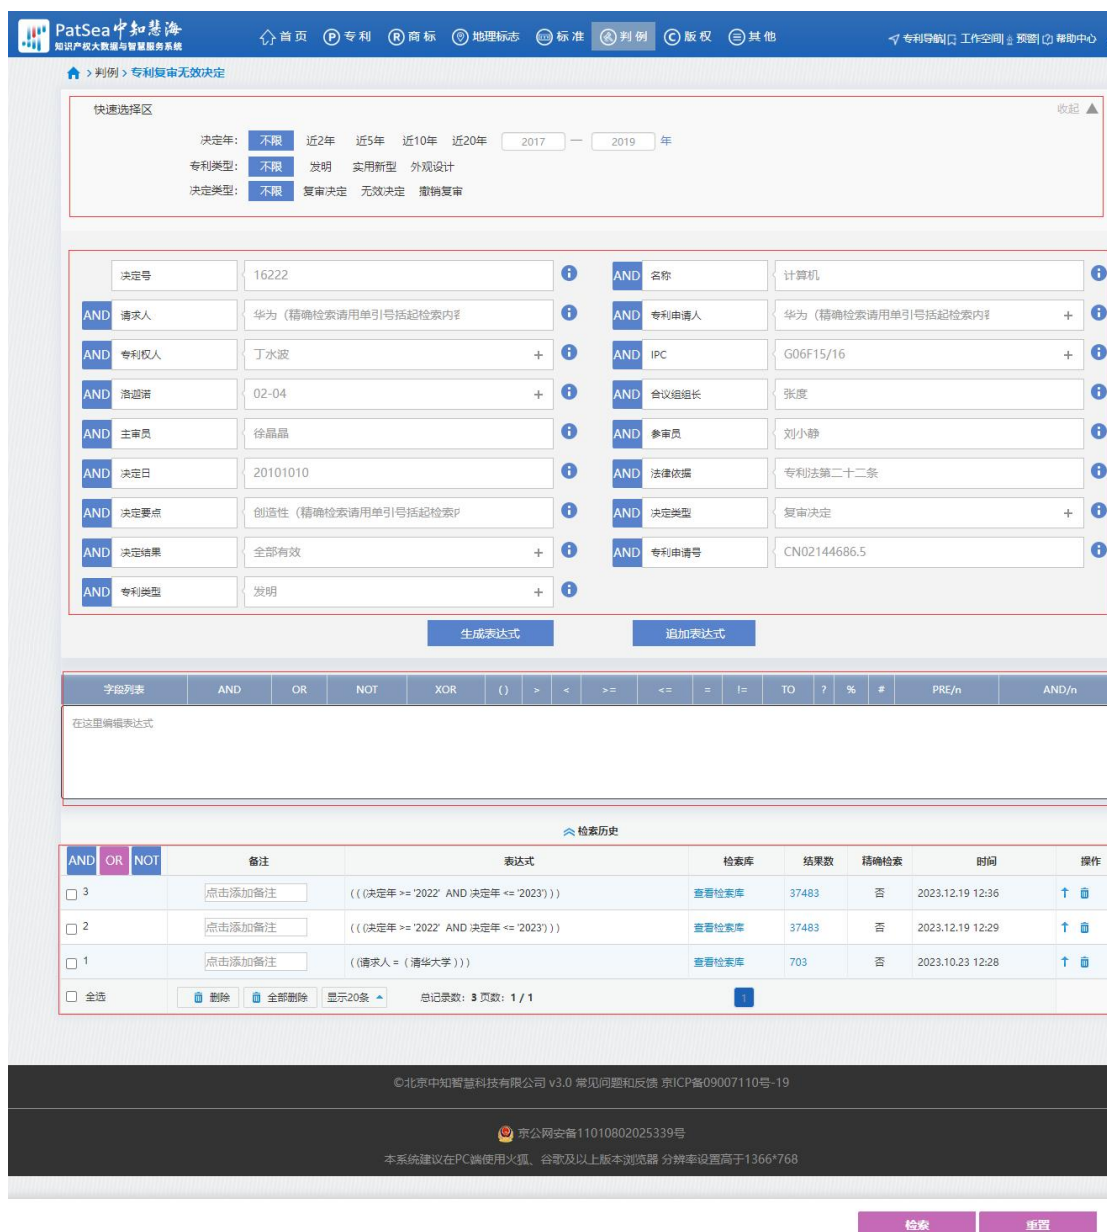 PatSea中知慧海
知识产权大数据与智慧服务系统
首页 P专利 R商标 地理标志 标准 判例 C版权 其他
专利导航 工作空间 预警 帮助中心
> 判例 > 专利复审无效决定
快速选择区 收起
决定年: 不限 近2年 近5年 近10年 近20年 2017 — 2019 年
专利类型: 不限 发明 实用新型 外观设计
决定类型: 不限 复审决定 无效决定 撤销复审
决定号 16222 AND 名称 计算机
AND 请求人 华为（精确检索请用单引号括起检索内 AND 专利申请人 华为（精确检索请用单引号括起检索内 +
AND 专利权人 丁水波 + AND IPC G06F15/16 +
AND 洛迦诺 02-04 + AND 合议组组长 张度
AND 主审员 徐晶晶 AND 参审员 刘小静
AND 决定日 20101010 AND 法律依据 专利法第二十二条
AND 决定要点 创造性（精确检索请用单引号括起检索 AND 决定类型 复审决定 +
AND 决定结果 全部有效 + AND 专利申请号 CN02144686.5
AND 专利类型 发明 +
生成表达式 追加表达式
字段列表 AND OR NOT XOR ( ) > < >= <= = != TO ? % # PRE/n AND/n
在这里编辑表达式
检索历史
AND OR NOT 备注 表达式 检索库 结果数 精确检索 时间 操作
3 点击添加备注 ( ( (决定年 >= '2022' AND 决定年 <= '2023') ) ) 查看检索库 37483 否 2023.12.19 12:36
2 点击添加备注 ( ( (决定年 >= '2022' AND 决定年 <= '2023') ) ) 查看检索库 37483 否 2023.12.19 12:29
1 点击添加备注 ( (请求人 = ( 清华大学 ) ) ) 查看检索库 703 否 2023.10.23 12:28
全选 删除 全部删除 显示20条 总记录数: 3 页数: 1 / 1 1
©北京中知智慧科技有限公司 v3.0 常见问题和反馈 京ICP备09007110号-19
京公网安备11010802025339号
本系统建议在PC端使用火狐、谷歌及以上版本浏览器 分辨率设置高于1366*768
检索 重置